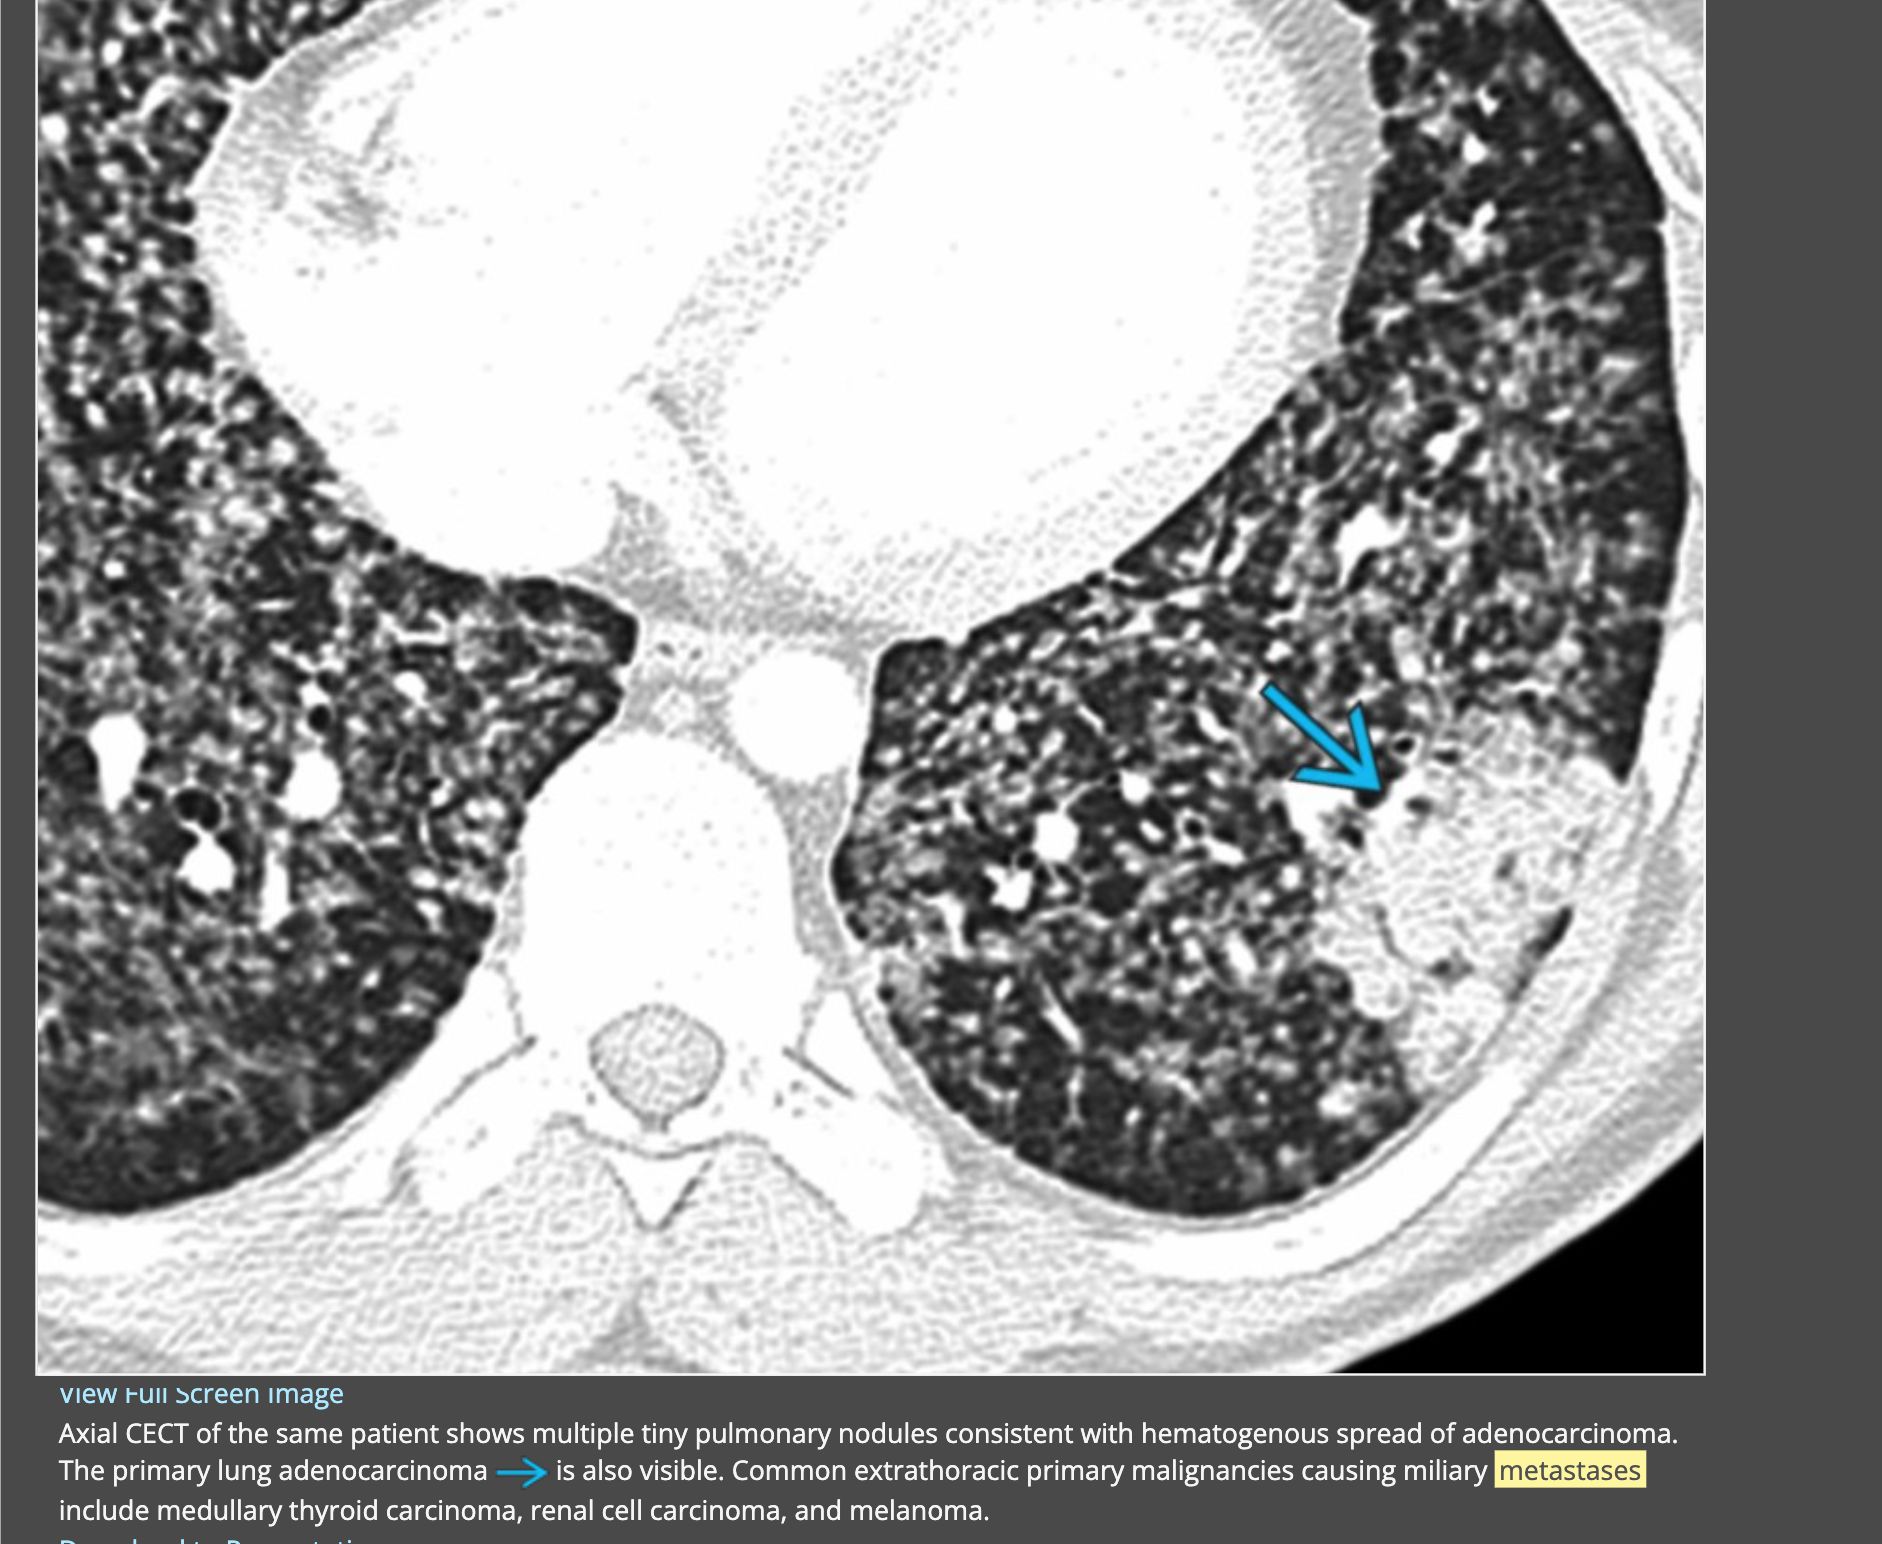 View Full Screen Image
Axial CECT of the same patient shows multiple tiny pulmonary nodules consistent with hematogenous spread of adenocarcinoma.
The primary lung adenocarcinoma → is also visible. Common extrathoracic primary malignancies causing miliary metastases
include medullary thyroid carcinoma, renal cell carcinoma, and melanoma.